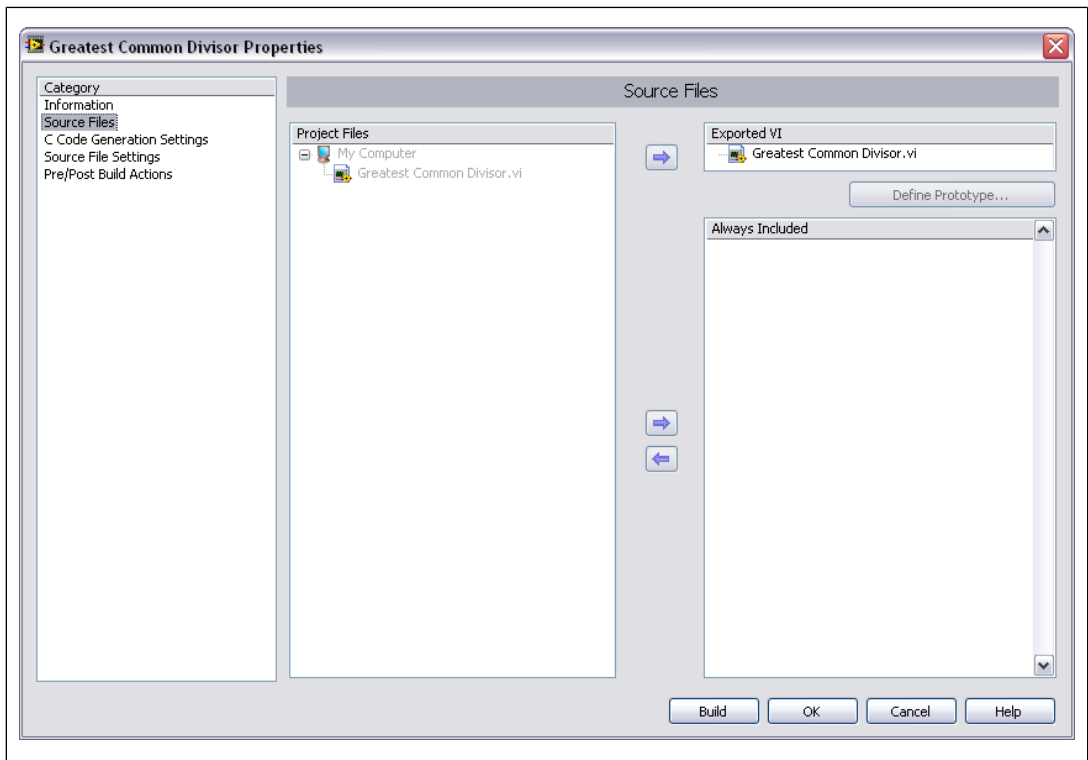 Greatest Common Divisor Properties
Category
Information
Source Files
C Code Generation Settings
Source File Settings
Pre/Post Build Actions
Source Files
Project Files
My Computer
Greatest Common Divisor.vi
Exported VI
Greatest Common Divisor.vi
Define Prototype...
Always Included
Build
OK
Cancel
Help